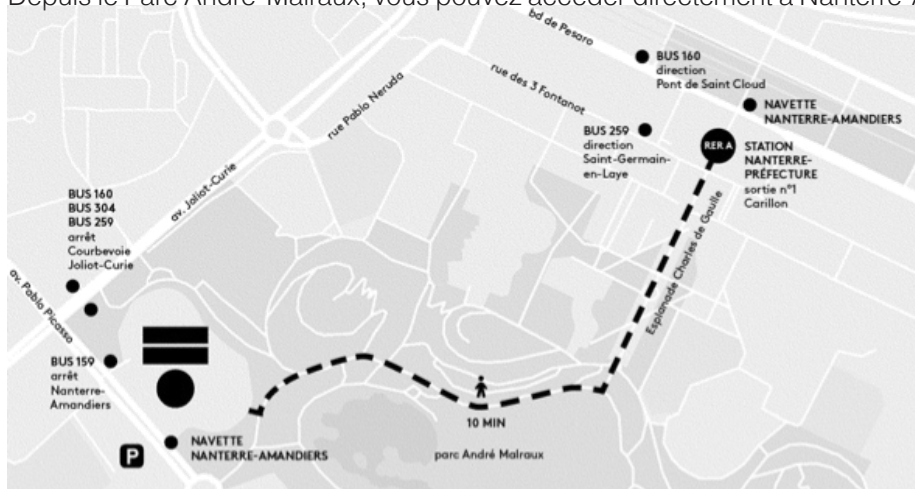 Depuis le Parc André-Malraux, vous pouvez accéder directement à Nanterre-
bd de Pesaro
BUS 160
direction
Pont de Saint Cloud
rue des 3 Fontanot
rue Pablo Neruda
NAVETTE
NANTERRE-AMANDIERS
BUS 259
direction
Saint-Germain-
en-Laye
RER A
STATION
NANTERRE-
PRÉFECTURE
sortie n°1
Carillon
av. Joliot-Curie
BUS 160
BUS 304
BUS 259
arrêt
Courbevoie
Joliot-Curie
Esplanade Charles de Gaulle
av. Pablo Picasso
BUS 159
arrêt
Nanterre-
Amandiers
10 MIN
NAVETTE
NANTERRE-AMANDIERS
P
parc André Malraux